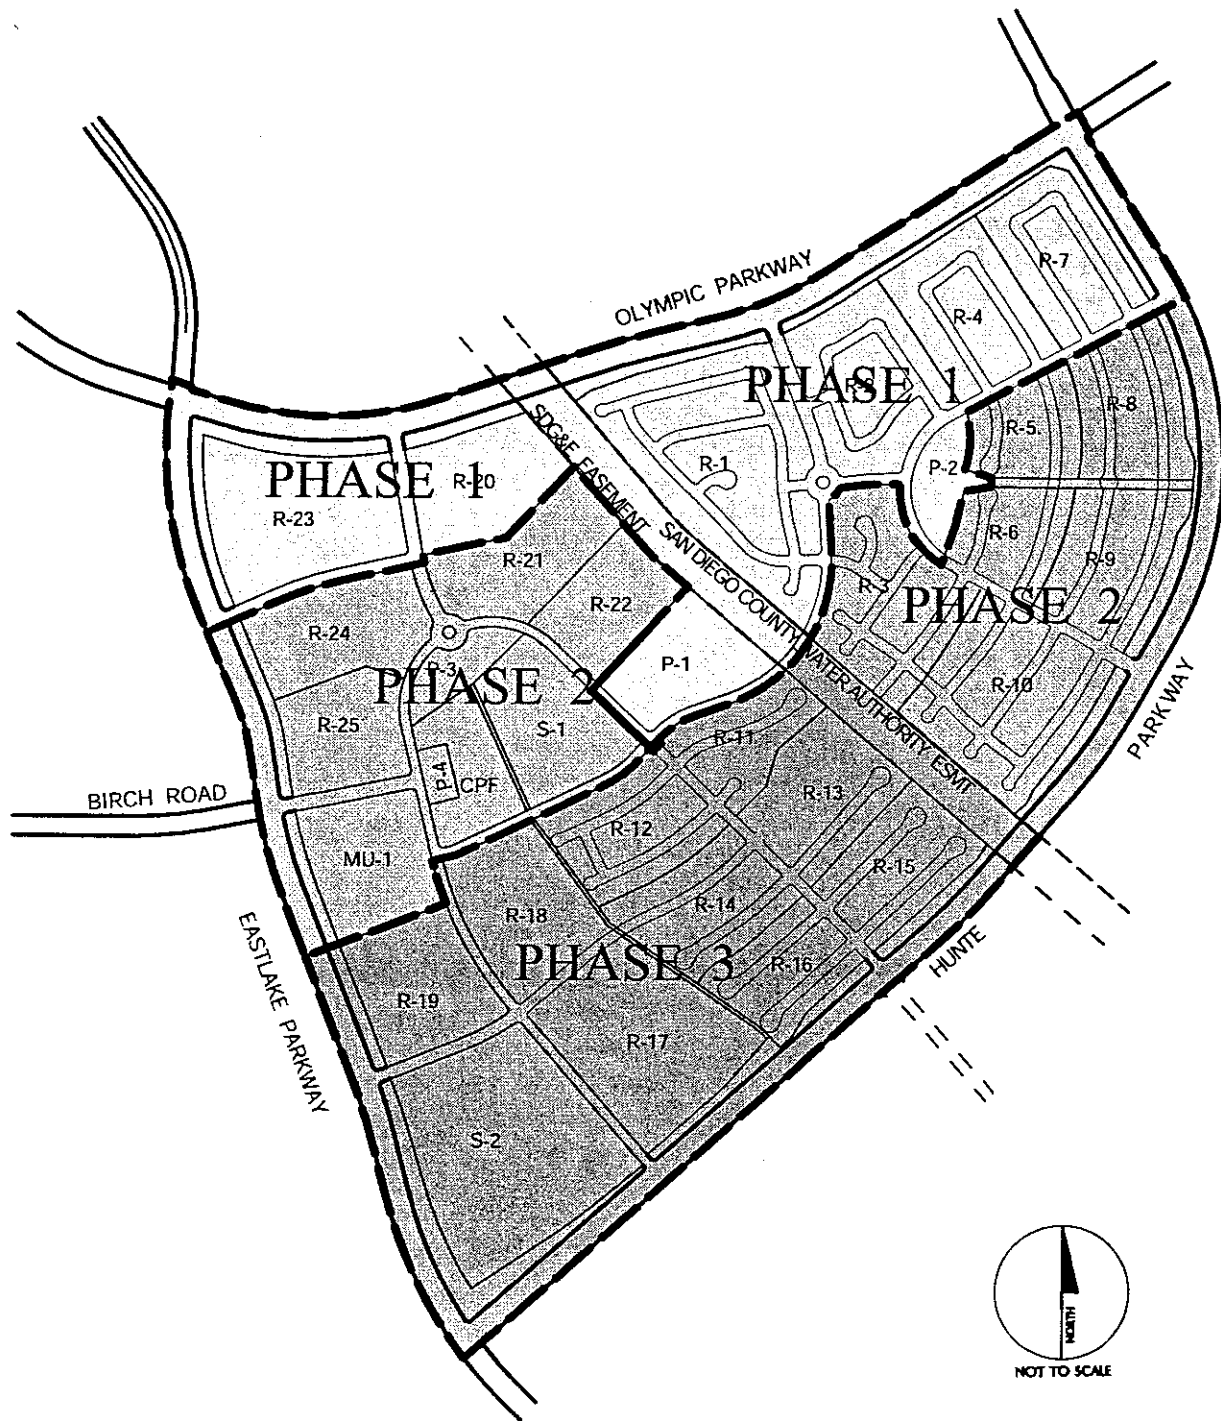 OLYMPIC PARKWAY
R-7
R-4
PHASE 1
R-8
R-5.
SDG&E EASEMENT
R-1
P-2
PHASE 1
R-20
R-23
SAN DIEGO COUNTY WATER AUTHORITY ESMT
R-6
R-21
R-9
R-22
R-3
PHASE 2
R-24
P-3
P-1
PHASE 2
R-10
R-25
S-1
R-11
PARKWAY
P-4
CPF
BIRCH ROAD
R-13
R-12
MU-1
R-15
R-14
R-18
EASTLAKE PARKWAY
HUNTE
PHASE 3
R-16
R-19
R-17
S-2
NORTH
NOT TO SCALE